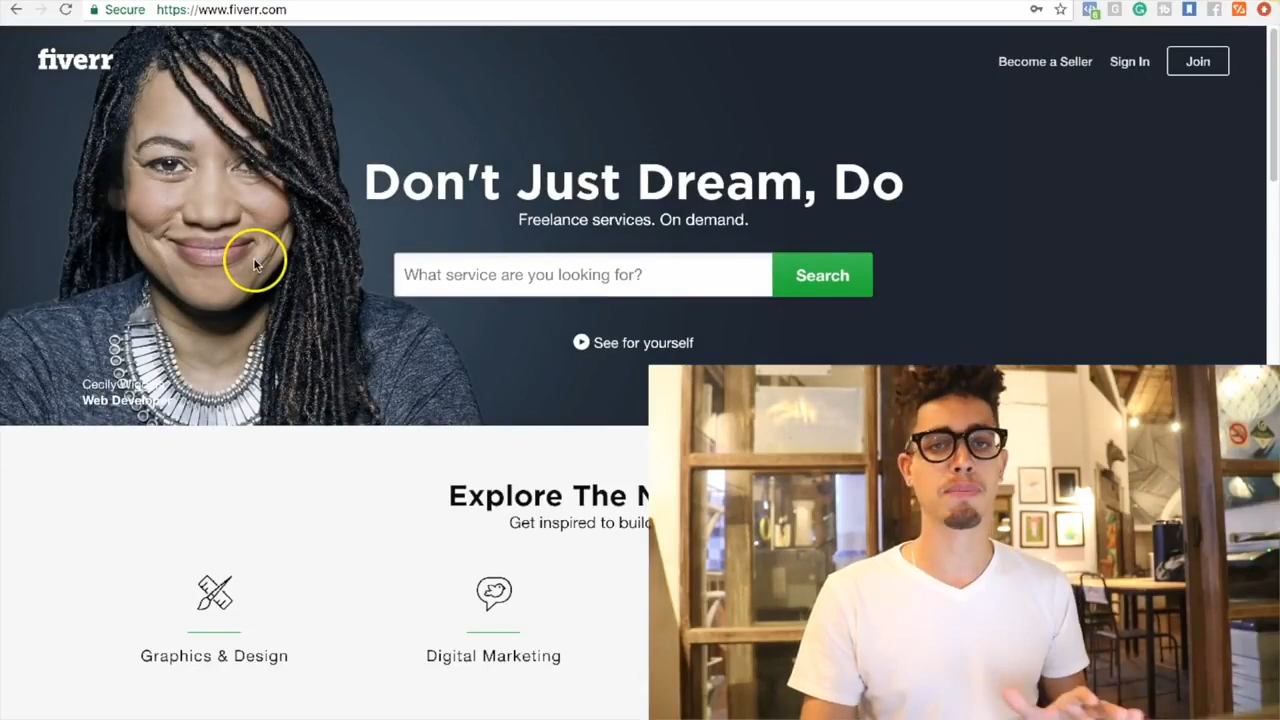 Secure https://www.fiverr.com
fiverr
Become a Seller Sign In Join
Don't Just Dream, Do
Freelance services. On demand.
What service are you looking for? Search
See for yourself
Cecily
Web Developer
Explore The
Get inspired to build
Graphics & Design
Digital Marketing